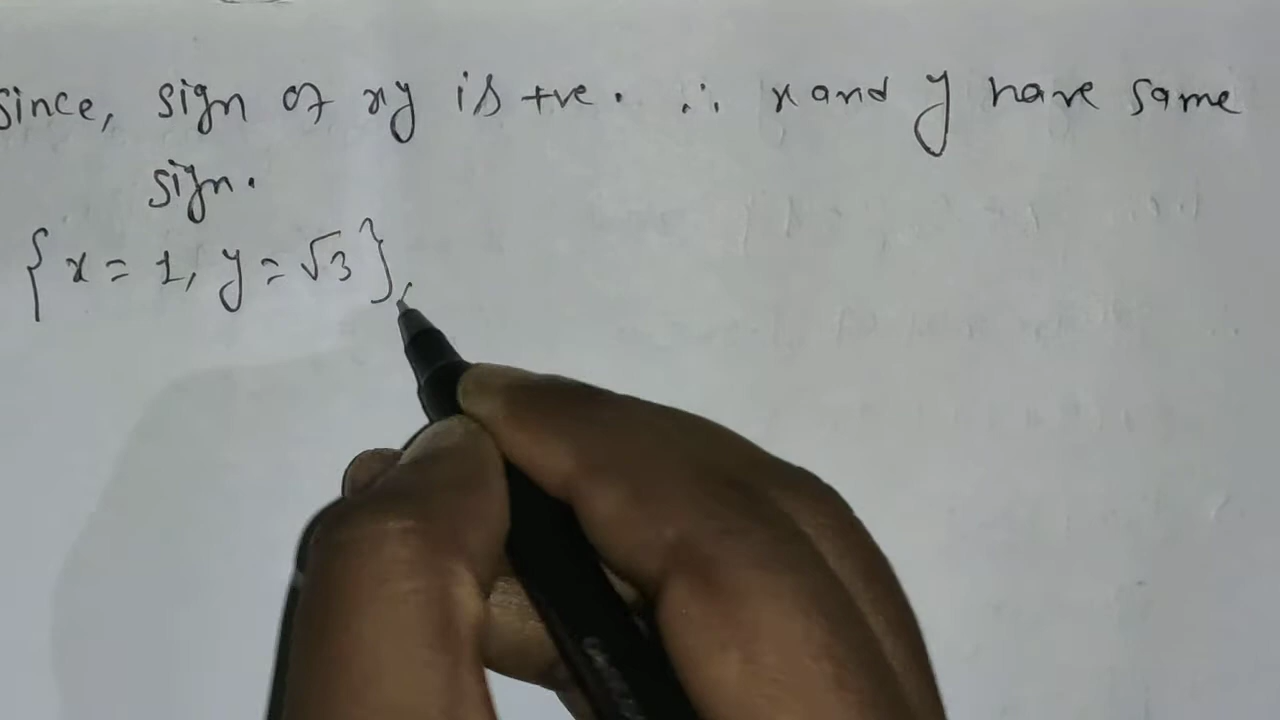 since, sign of xy is +ve. ∴ x and y have same
sign.
{x = 1, y = √3},